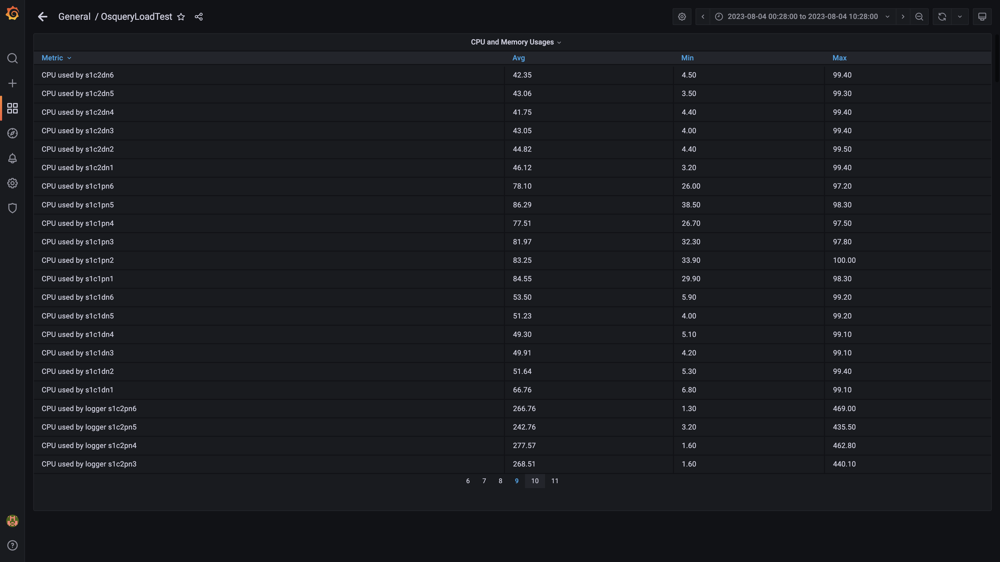 General / OsqueryLoadTest
2023-08-04 00:28:00 to 2023-08-04 10:28:00
CPU and Memory Usages
Metric Avg Min Max
CPU used by s1c2dn6 42.35 4.50 99.40
CPU used by s1c2dn5 43.06 3.50 99.30
CPU used by s1c2dn4 41.75 4.40 99.40
CPU used by s1c2dn3 43.05 4.00 99.40
CPU used by s1c2dn2 44.82 4.40 99.50
CPU used by s1c2dn1 46.12 3.20 99.40
CPU used by s1c1pn6 78.10 26.00 97.20
CPU used by s1c1pn5 86.29 38.50 98.30
CPU used by s1c1pn4 77.51 26.70 97.50
CPU used by s1c1pn3 81.97 32.30 97.80
CPU used by s1c1pn2 83.25 33.90 100.00
CPU used by s1c1pn1 84.55 29.90 98.30
CPU used by s1c1dn6 53.50 5.90 99.20
CPU used by s1c1dn5 51.23 4.00 99.20
CPU used by s1c1dn4 49.30 5.10 99.10
CPU used by s1c1dn3 49.91 4.20 99.10
CPU used by s1c1dn2 51.64 5.30 99.40
CPU used by s1c1dn1 66.76 6.80 99.10
CPU used by logger s1c2pn6 266.76 1.30 469.00
CPU used by logger s1c2pn5 242.76 3.20 435.50
CPU used by logger s1c2pn4 277.57 1.60 462.80
CPU used by logger s1c2pn3 268.51 1.60 440.10
6 7 8 9 10 11